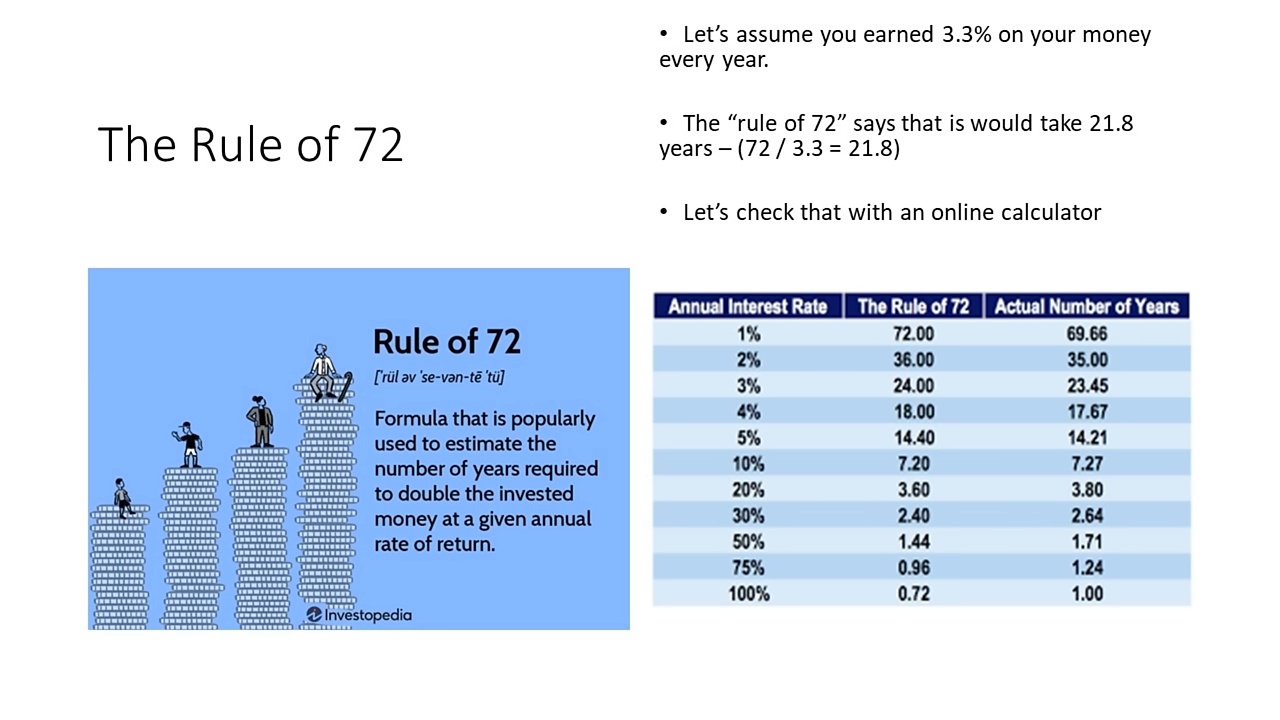 The Rule of 72
• Let’s assume you earned 3.3% on your money
every year.
• The “rule of 72” says that is would take 21.8
years – (72 / 3.3 = 21.8)
• Let’s check that with an online calculator
Rule of 72
['rül əv 'se-vən-tē 'tü]
Formula that is popularly
used to estimate the
number of years required
to double the invested
money at a given annual
rate of return.
Investopedia
Annual Interest Rate The Rule of 72 Actual Number of Years
1% 72.00 69.66
2% 36.00 35.00
3% 24.00 23.45
4% 18.00 17.67
5% 14.40 14.21
10% 7.20 7.27
20% 3.60 3.80
30% 2.40 2.64
50% 1.44 1.71
75% 0.96 1.24
100% 0.72 1.00